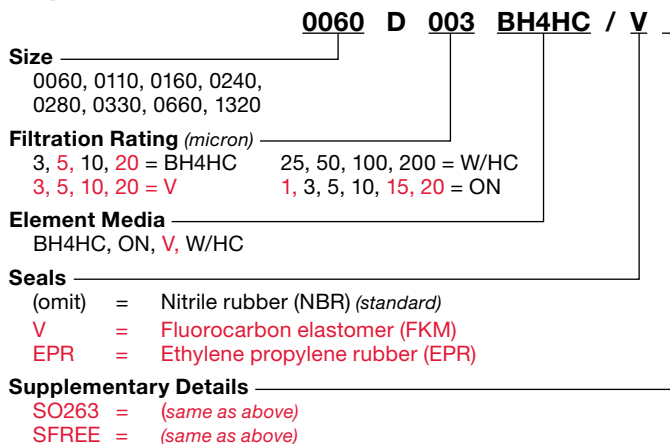 0060 D 003 BH4HC / V
Size
0060, 0110, 0160, 0240,
0280, 0330, 0660, 1320
Filtration Rating (micron)
3, 5, 10, 20 = BH4HC 25, 50, 100, 200 = W/HC
3, 5, 10, 20 = V 1, 3, 5, 10, 15, 20 = ON
Element Media
BH4HC, ON, V, W/HC
Seals
(omit) = Nitrile rubber (NBR) (standard)
V = Fluorocarbon elastomer (FKM)
EPR = Ethylene propylene rubber (EPR)
Supplementary Details
SO263 = (same as above)
SFREE = (same as above)